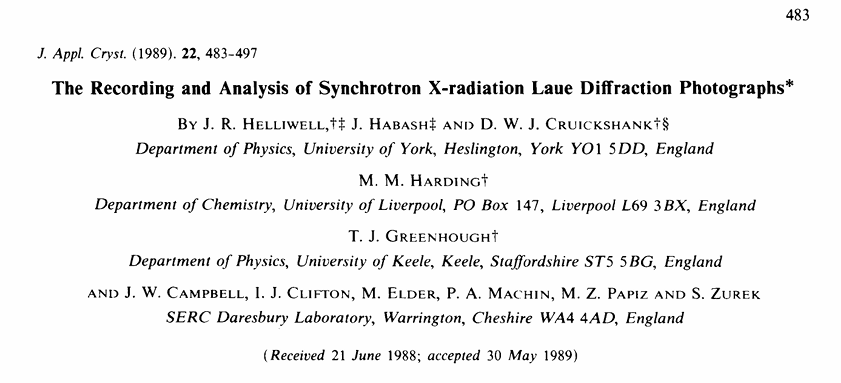 483
J. Appl. Cryst. (1989). 22, 483-497
The Recording and Analysis of Synchrotron X-radiation Laue Diffraction Photographs*
BY J. R. HELLIWELL,†‡ J. HABASH‡ AND D. W. J. CRUICKSHANK†§
Department of Physics, University of York, Heslington, York YO1 5DD, England
M. M. HARDING†
Department of Chemistry, University of Liverpool, PO Box 147, Liverpool L69 3BX, England
T. J. GREENHOUGH†
Department of Physics, University of Keele, Keele, Staffordshire ST5 5BG, England
AND J. W. CAMPBELL, I. J. CLIFTON, M. ELDER, P. A. MACHIN, M. Z. PAPIZ AND S. ZUREK
SERC Daresbury Laboratory, Warrington, Cheshire WA4 4AD, England
(Received 21 June 1988; accepted 30 May 1989)